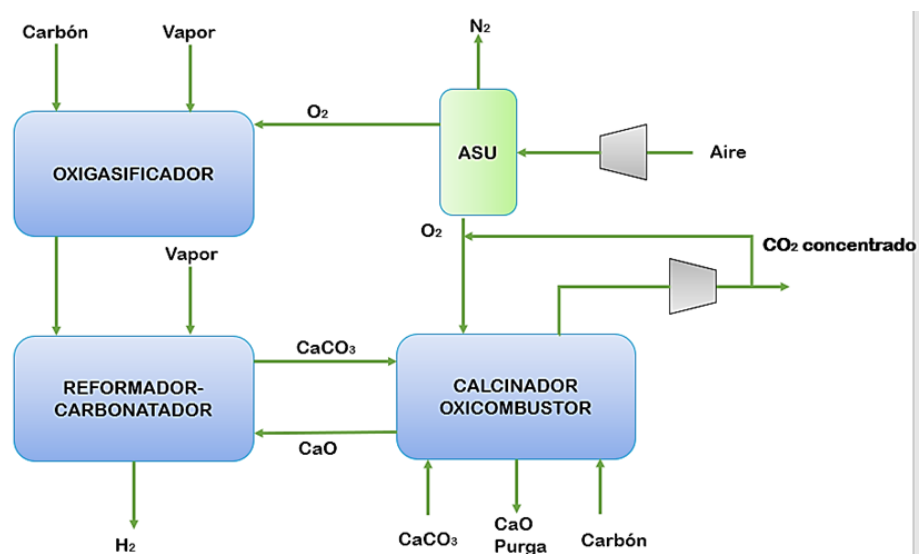 Carbón
Vapor
N₂
O₂
ASU
Aire
OXIGASIFICADOR
O₂
CO₂ concentrado
Vapor
CaCO₃
REFORMADOR-
CARBONATADOR
CALCINADOR
OXICOMBUSTOR
CaO
H₂
CaCO₃
CaO
Purga
Carbón